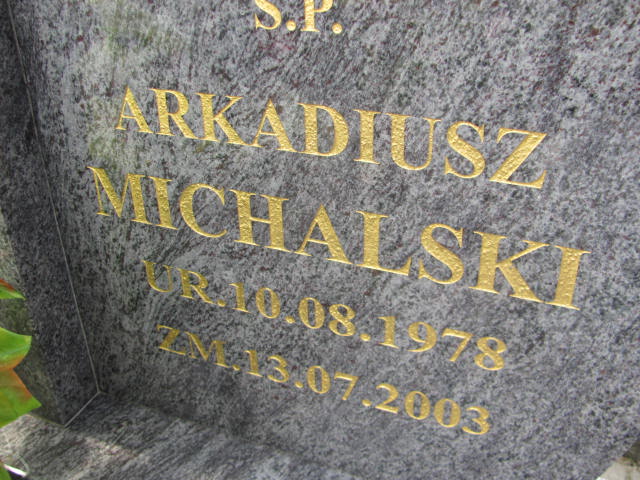 S.P.
ARKADIUSZ
MICHALSKI
UR.10.08.1978
ZM.13.07.2003